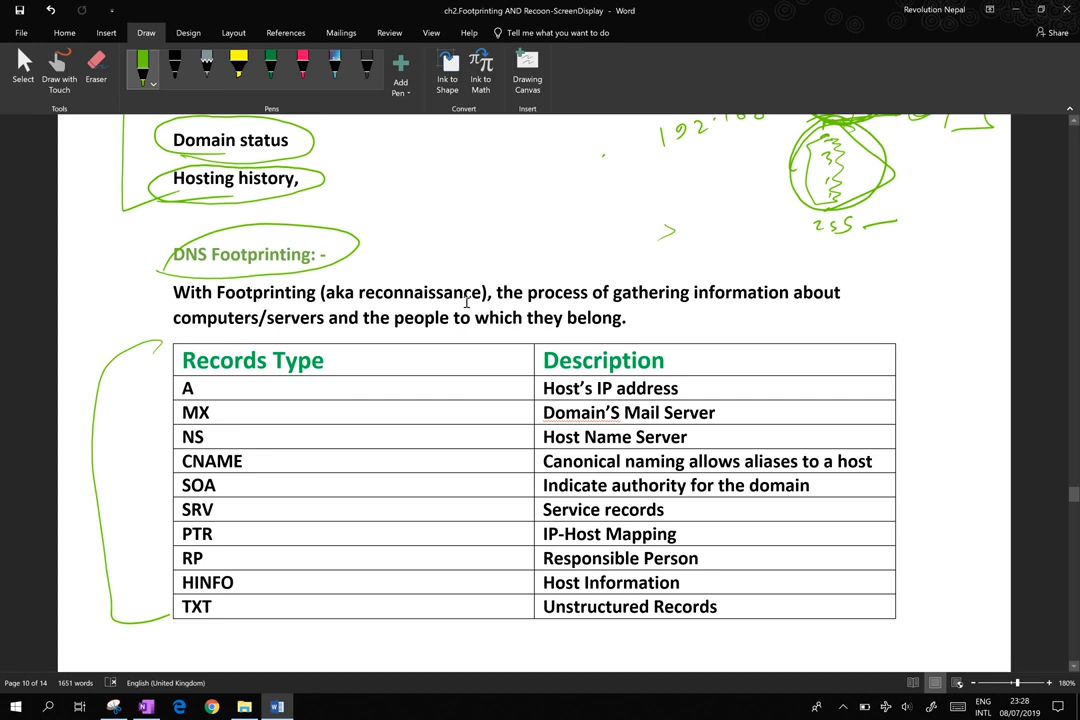 ch2.Footprinting AND Recoon-ScreenDisplay - Word
Revolution Nepal
File Home Insert Draw Design Layout References Mailings Review View Help Tell me what you want to do Share
Select
Draw with Touch
Eraser
Add Pen
Ink to Shape
Ink to Math
Drawing Canvas
Tools
Pens
Convert
Insert
Domain status
192.168
Hosting history,
255
DNS Footprinting: -
With Footprinting (aka reconnaissance), the process of gathering information about
computers/servers and the people to which they belong.
Records Type Description
A Host's IP address
MX Domain'S Mail Server
NS Host Name Server
CNAME Canonical naming allows aliases to a host
SOA Indicate authority for the domain
SRV Service records
PTR IP-Host Mapping
RP Responsible Person
HINFO Host Information
TXT Unstructured Records
Page 10 of 14 1651 words English (United Kingdom) 180%
ENG 23:28
INTL 08/07/2019